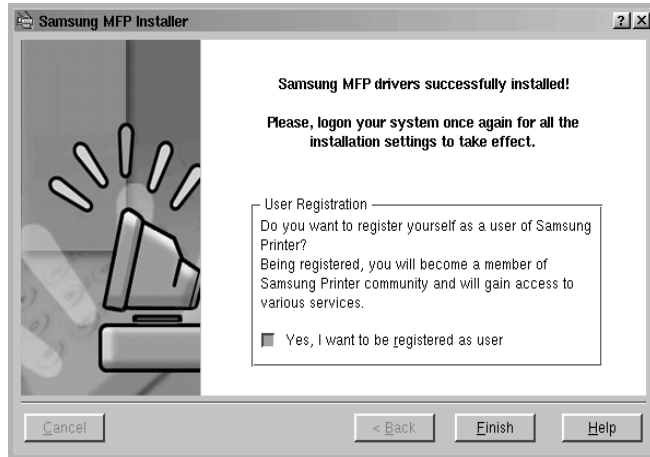 Samsung MFP Installer
? X
Samsung MFP drivers successfully installed!
Please, logon your system once again for all the
installation settings to take effect.
User Registration
Do you want to register yourself as a user of Samsung
Printer?
Being registered, you will become a member of
Samsung Printer community and will gain access to
various services.
Yes, I want to be registered as user
Cancel
< Back
Finish
Help